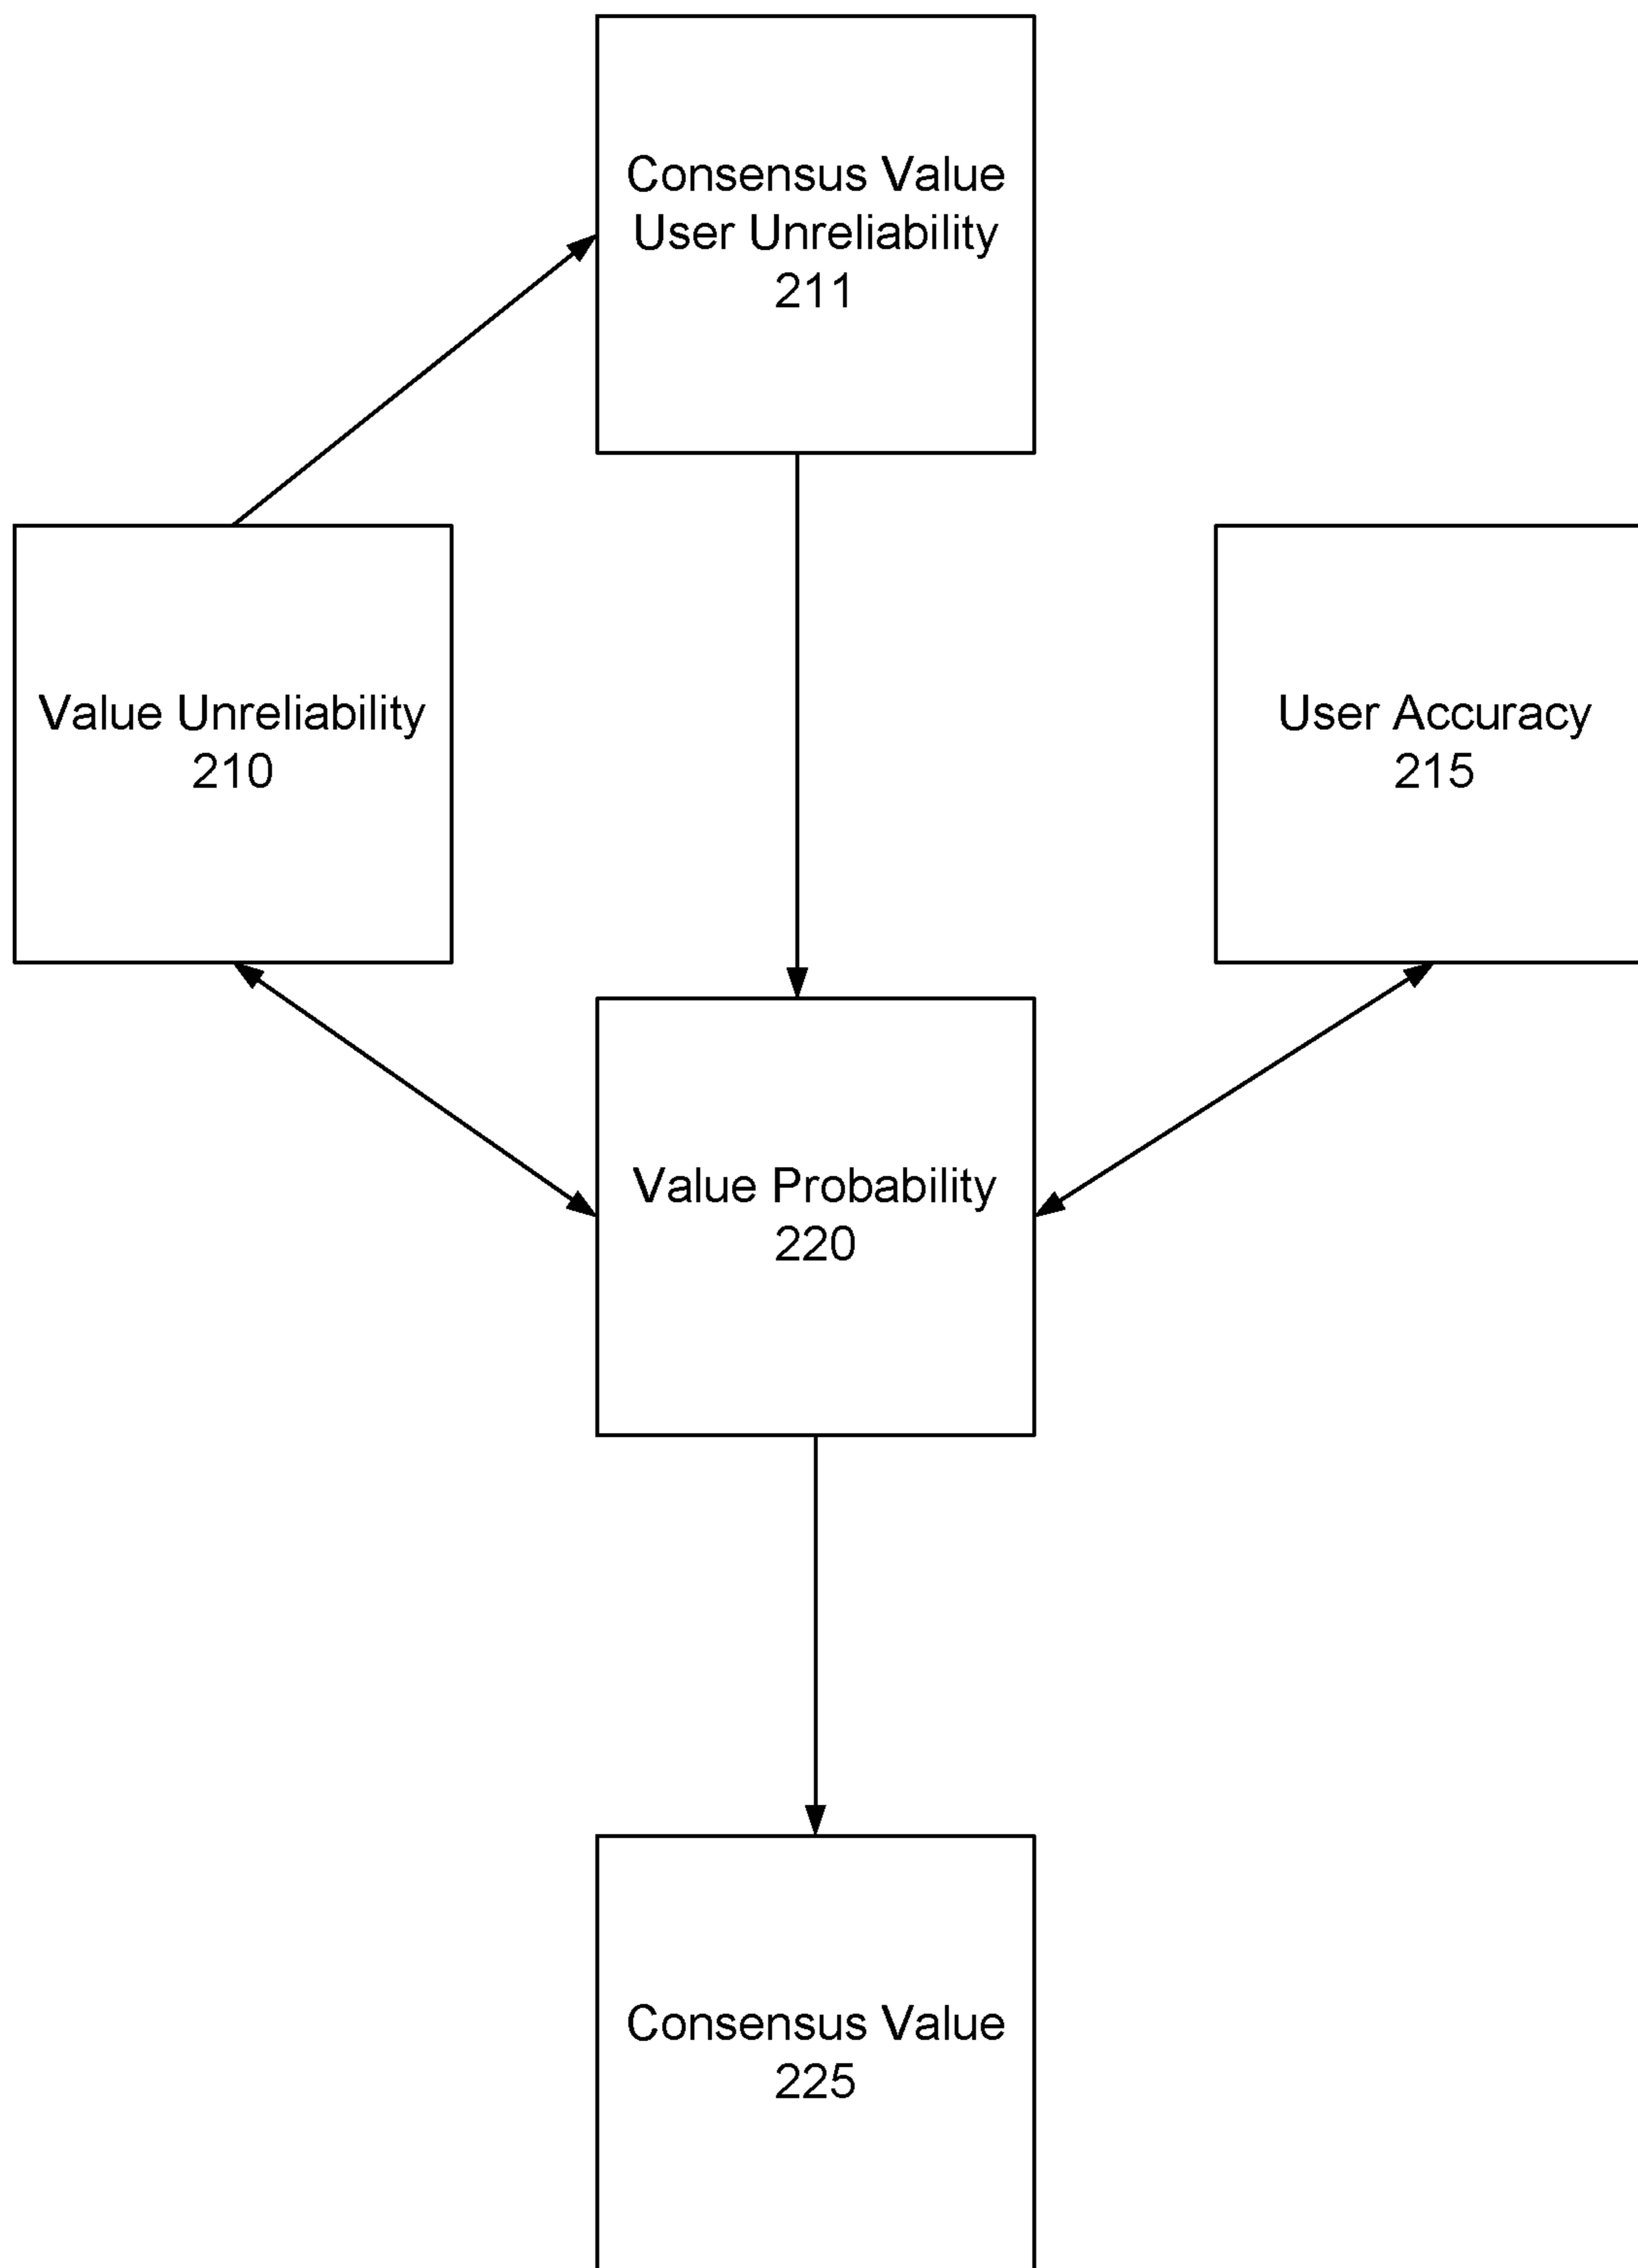 Consensus Value
User Unreliability
211
Value Unreliability
210
User Accuracy
215
Value Probability
220
Consensus Value
225